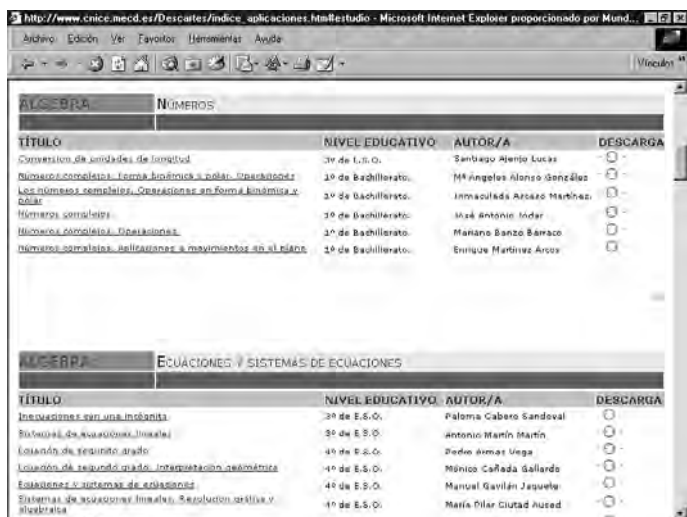 http://www.cnice.mecd.es/Descartes/indice_aplicaciones.htm#estudio - Microsoft Internet Explorer proporcionado por Mund...
Archivo Edición Ver Favoritos Herramientas Ayuda
Vínculos
ALGEBRA NÚMEROS
TÍTULO NIVEL EDUCATIVO AUTOR/A DESCARGA
Conversion de unidades de longitud 3º de E.S.O. Santiago Alento Lucas
Números complejos. Forma binómica y polar. Operaciones 1º de Bachillerato. Mª Angeles Alonso González
Los números complejos. Operaciones en forma binómica y 1º de Bachillerato. Inmaculada Martínez
polar
Números complejos 1º de Bachillerato. José Antonio
Números complejos. Operaciones. 1º de Bachillerato. Mariano Banzo Barraco
Números complejos. Aplicaciones a movimientos en el plano 1º de Bachillerato. Enrique Martínez Arcos
ALGEBRA ECUACIONES Y SISTEMAS DE ECUACIONES
TÍTULO NIVEL EDUCATIVO AUTOR/A DESCARGA
Inecuaciones con una incógnita 3º de E.S.O. Paloma Cabero Sandoval
Sistemas de ecuaciones lineales 3º de E.S.O. Antonio Martín Martín
Ecuación de segundo grado 4º de E.S.O. Pedro Armas Vega
Ecuación de segundo grado. Interpretación geométrica 4º de E.S.O. Mónica Cañada Gallardo
Ecuaciones y sistemas de ecuaciones 4º de E.S.O. Manuel Gavilán Jaquete
Sistemas de ecuaciones lineales. Resolución gráfica y 4º de E.S.O. María Pilar Ciutad Aused
algebraica